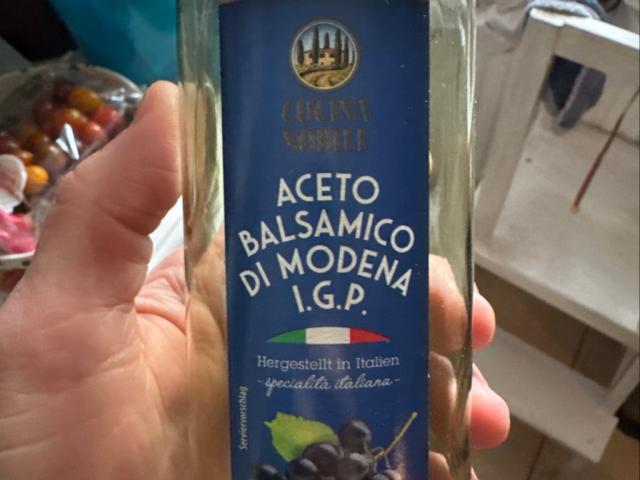 CUCINA
NOBILE
ACETO
BALSAMICO
DI MODENA
I.G.P.
Hergestellt in Italien
-specialità italiana-
Serviervorschlag